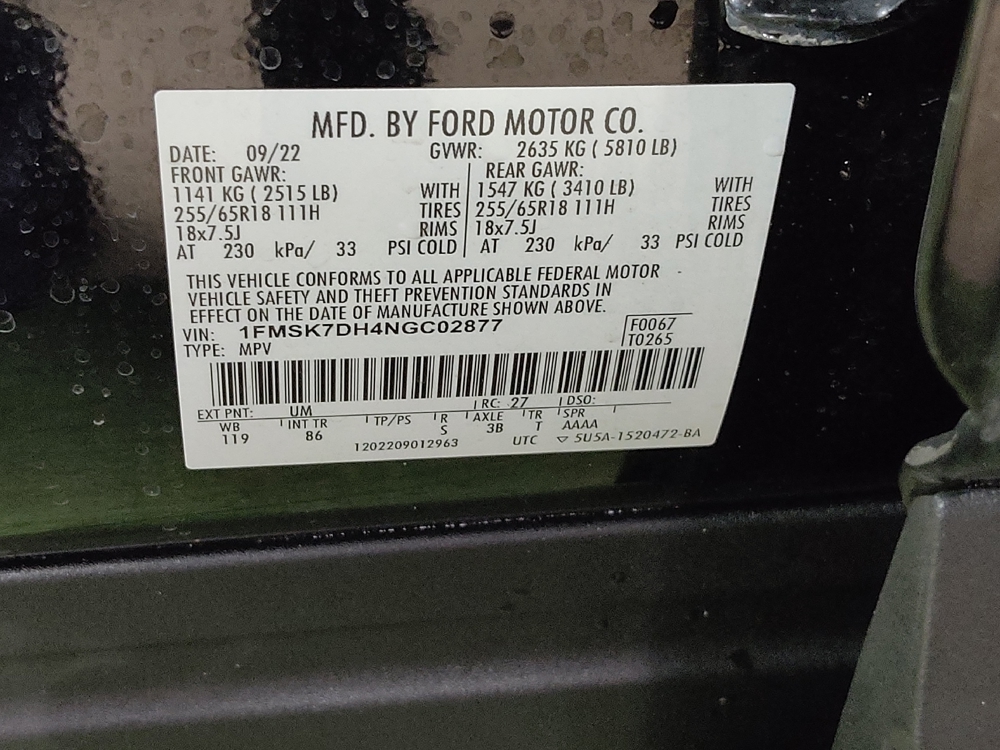 MFD. BY FORD MOTOR CO.
DATE: 09/22 GVWR: 2635 KG ( 5810 LB)
FRONT GAWR: REAR GAWR:
1141 KG ( 2515 LB) WITH 1547 KG ( 3410 LB) WITH
255/65R18 111H TIRES 255/65R18 111H TIRES
18x7.5J RIMS 18x7.5J RIMS
AT 230 kPa/ 33 PSI COLD AT 230 kPa/ 33 PSI COLD
THIS VEHICLE CONFORMS TO ALL APPLICABLE FEDERAL MOTOR
VEHICLE SAFETY AND THEFT PREVENTION STANDARDS IN
EFFECT ON THE DATE OF MANUFACTURE SHOWN ABOVE.
VIN: 1FMSK7DH4NGC02877 F0067
TYPE: MPV T0265
EXT PNT: UM RC: 27 DSO:
WB INT TR TP/PS R AXLE TR SPR
119 86 S 3B T AAAA
1202209012963 UTC ▽ 5U5A-1520472-BA